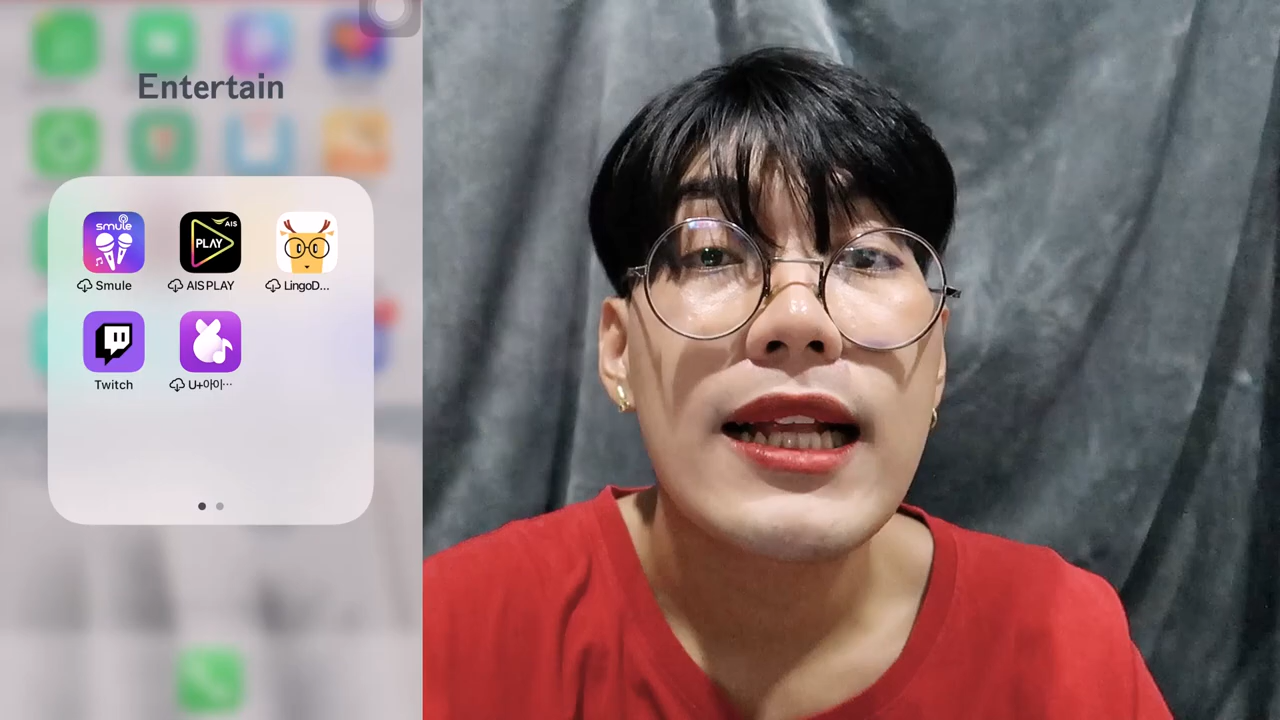 Entertain
smule
AIS
PLAY
Smule
AIS PLAY
LingoD...
Twitch
U+아이...